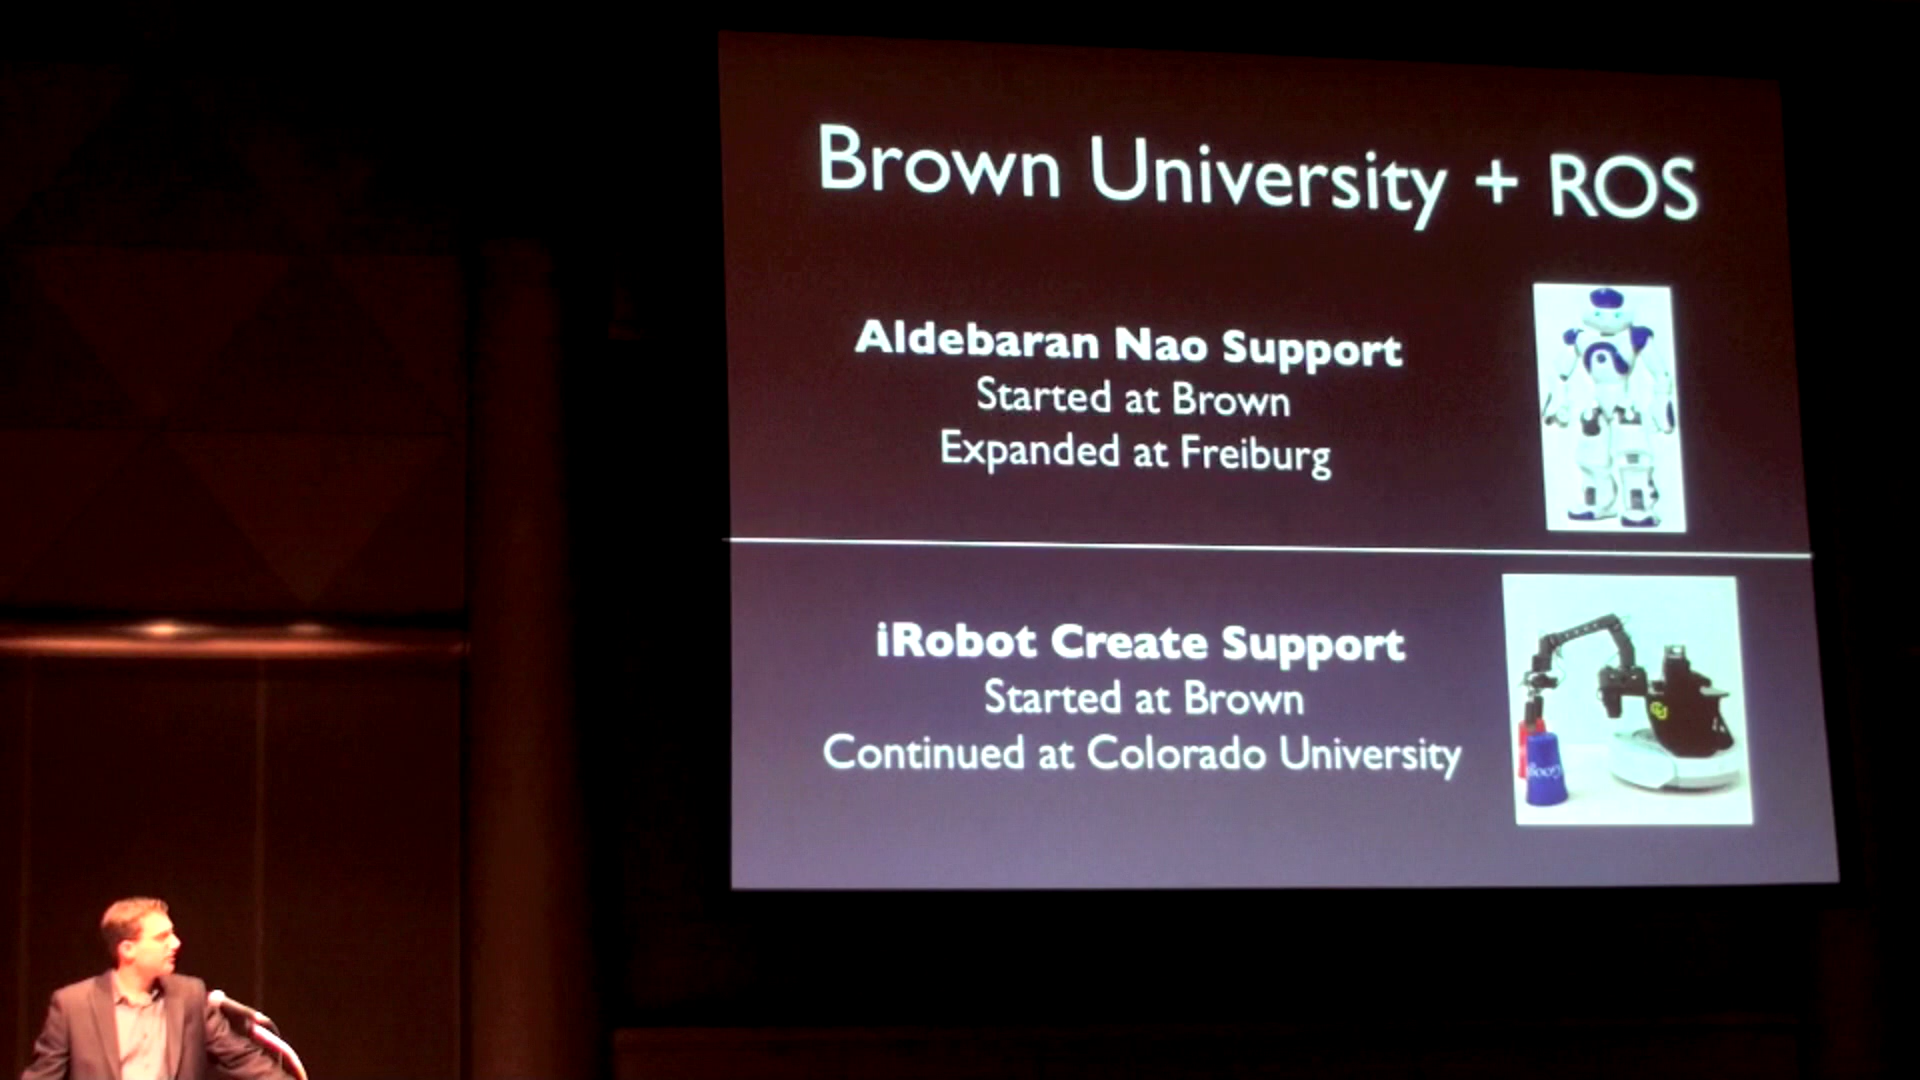 Brown University + ROS
Aldebaran Nao Support
Started at Brown
Expanded at Freiburg
iRobot Create Support
Started at Brown
Continued at Colorado University